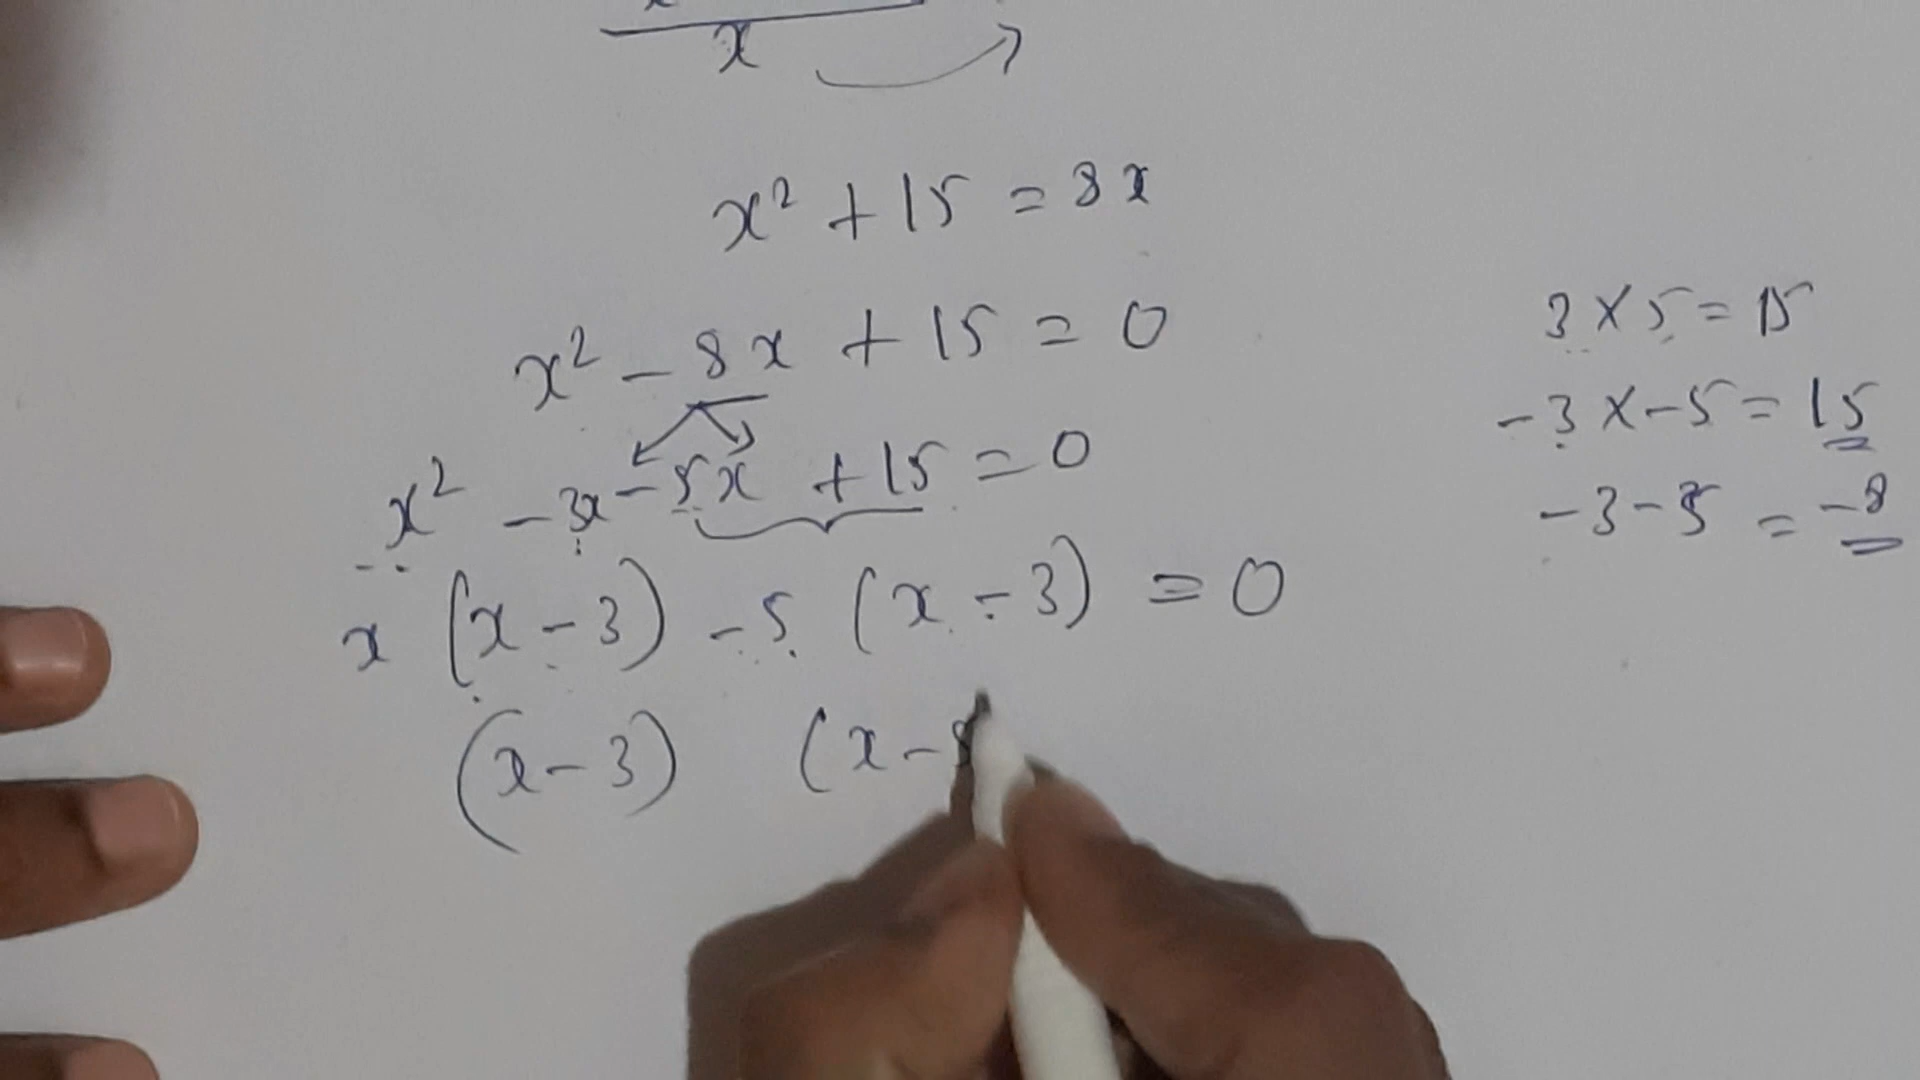 x
x² + 15 = 8x
x² - 8x + 15 = 0
x² - 3x - 5x + 15 = 0
x (x - 3) - 5 (x - 3) = 0
(x - 3) (x -
3 × 5 = 15
-3 × -5 = 15
-3 - 5 = -8